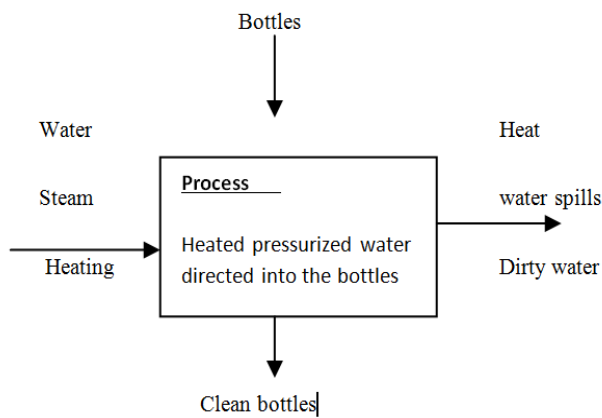 Bottles
Water
Heat
Process
Steam
water spills
Heated pressurized water
directed into the bottles
Heating
Dirty water
Clean bottles